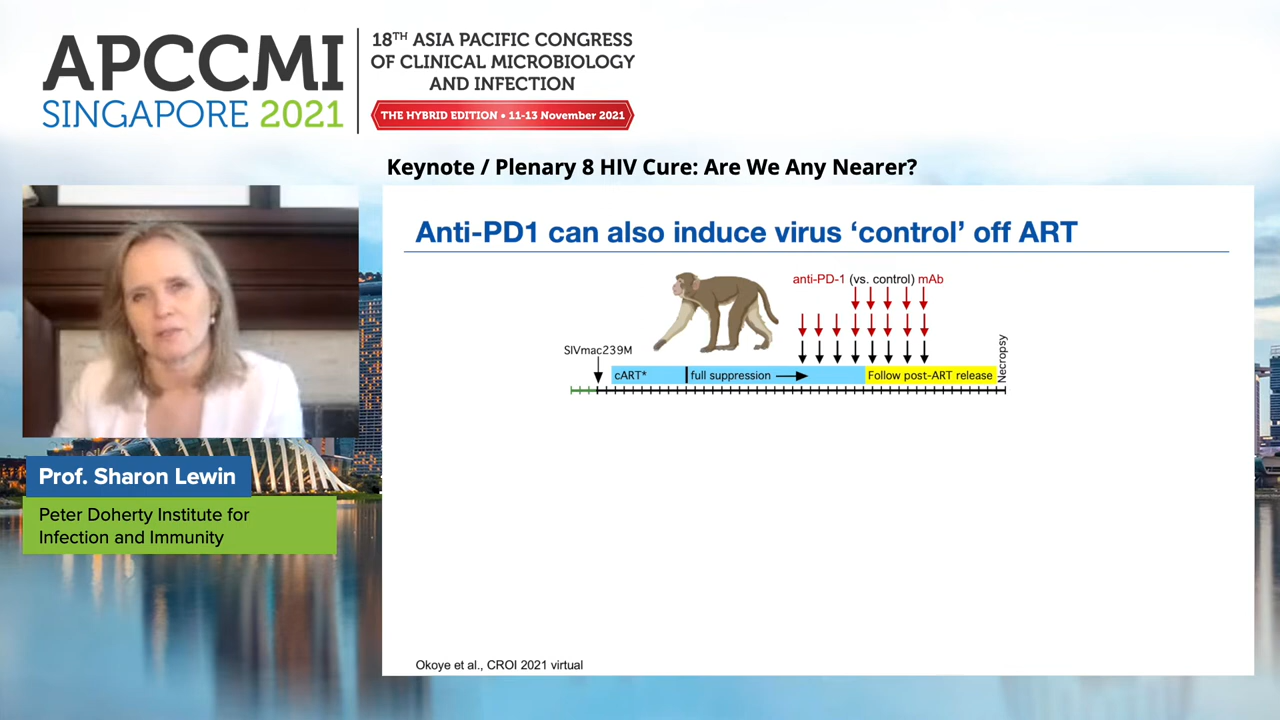 APCCMI
SINGAPORE 2021
18TH ASIA PACIFIC CONGRESS
OF CLINICAL MICROBIOLOGY
AND INFECTION
THE HYBRID EDITION • 11-13 November 2021
Keynote / Plenary 8 HIV Cure: Are We Any Nearer?
Prof. Sharon Lewin
Peter Doherty Institute for
Infection and Immunity
Anti-PD1 can also induce virus ‘control’ off ART
anti-PD-1 (vs. control) mAb
SIVmac239M
cART*
full suppression
Follow post-ART release
Necropsy
Okoye et al., CROI 2021 virtual